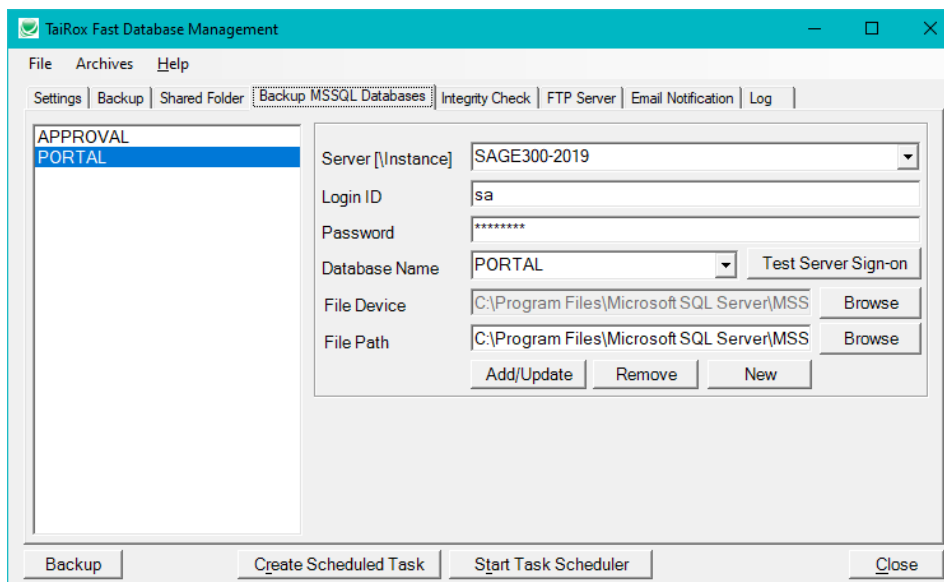 TaiRox Fast Database Management
File Archives Help
Settings Backup Shared Folder Backup MSSQL Databases Integrity Check FTP Server Email Notification Log
APPROVAL
PORTAL
Server [\Instance] SAGE300-2019
Login ID sa
Password ********
Database Name PORTAL Test Server Sign-on
File Device C:\Program Files\Microsoft SQL Server\MSS Browse
File Path C:\Program Files\Microsoft SQL Server\MSS Browse
Add/Update Remove New
Backup Create Scheduled Task Start Task Scheduler Close